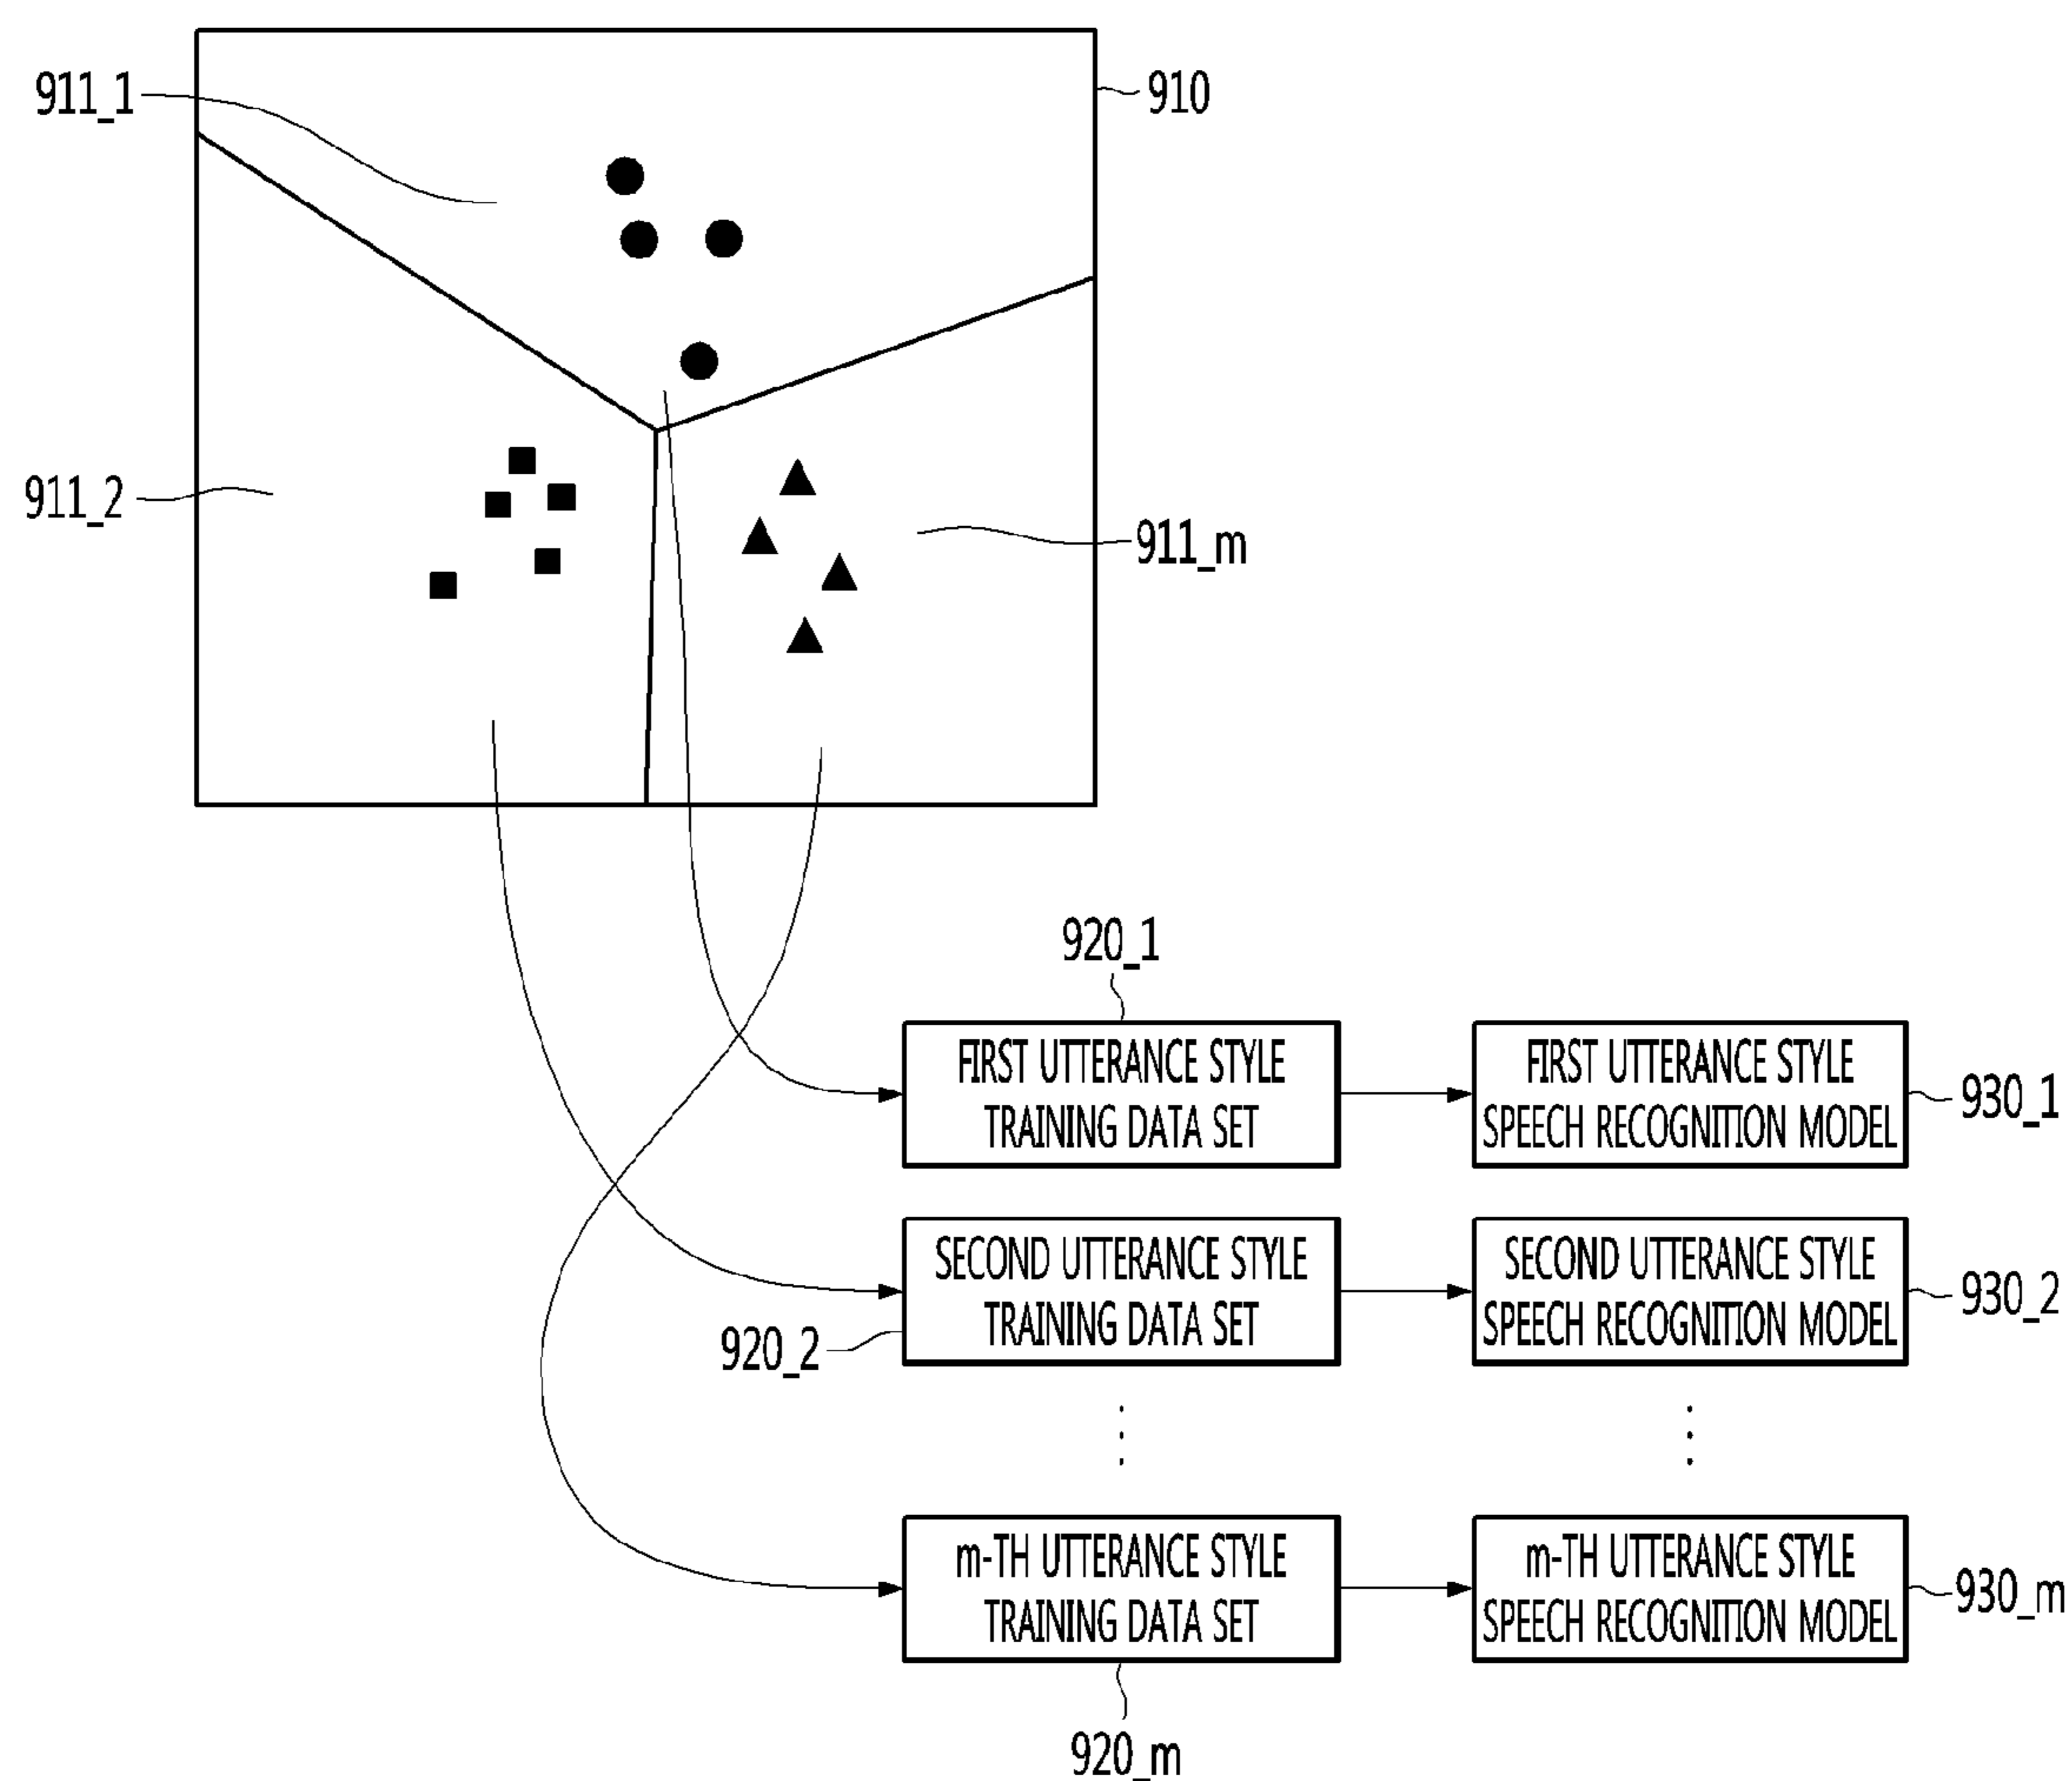 911_1
910
911_2
911_m
920_1
FIRST UTTERANCE STYLE
TRAINING DATA SET
FIRST UTTERANCE STYLE
SPEECH RECOGNITION MODEL
930_1
SECOND UTTERANCE STYLE
TRAINING DATA SET
920_2
SECOND UTTERANCE STYLE
SPEECH RECOGNITION MODEL
930_2
m-TH UTTERANCE STYLE
TRAINING DATA SET
m-TH UTTERANCE STYLE
SPEECH RECOGNITION MODEL
930_m
920_m